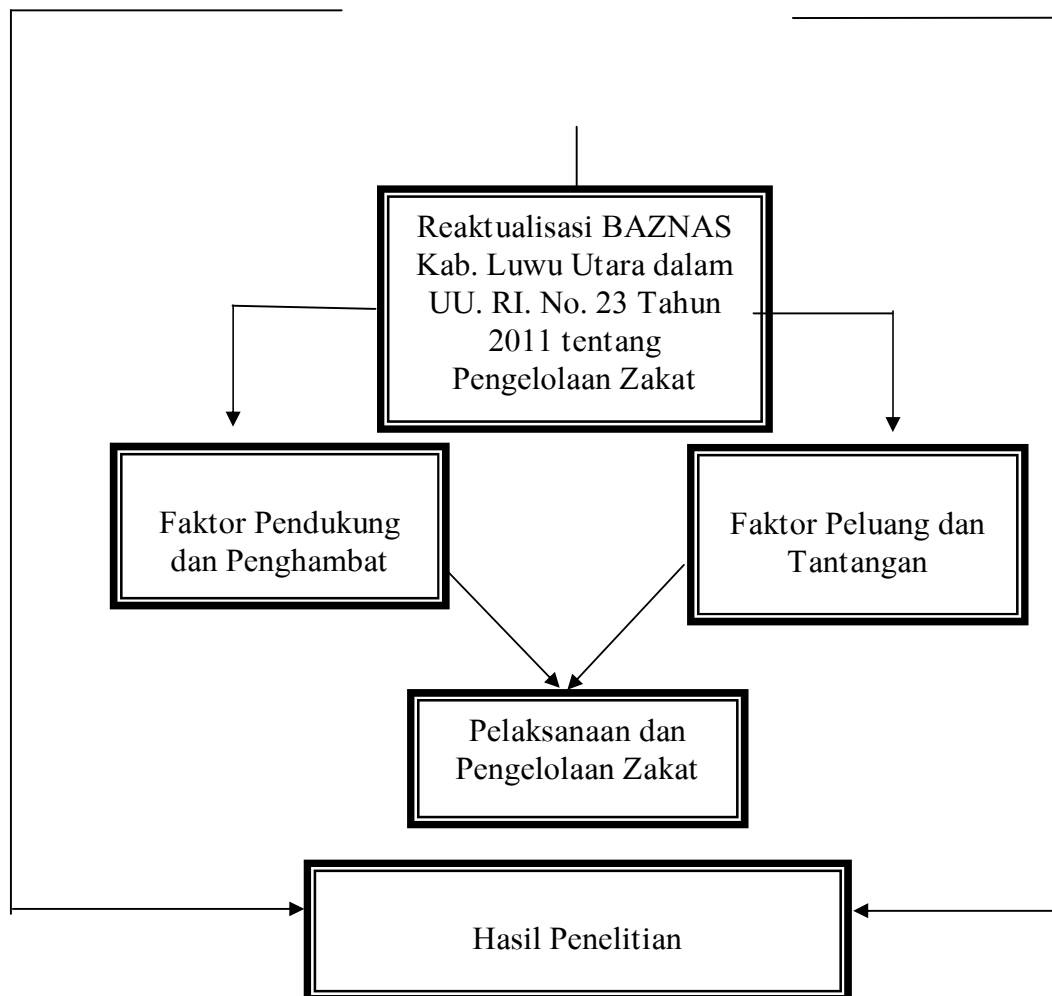 Reaktualisasi BAZNAS
Kab. Luwu Utara dalam
UU. RI. No. 23 Tahun
2011 tentang
Pengelolaan Zakat
Faktor Pendukung
dan Penghambat
Faktor Peluang dan
Tantangan
Pelaksanaan dan
Pengelolaan Zakat
Hasil Penelitian